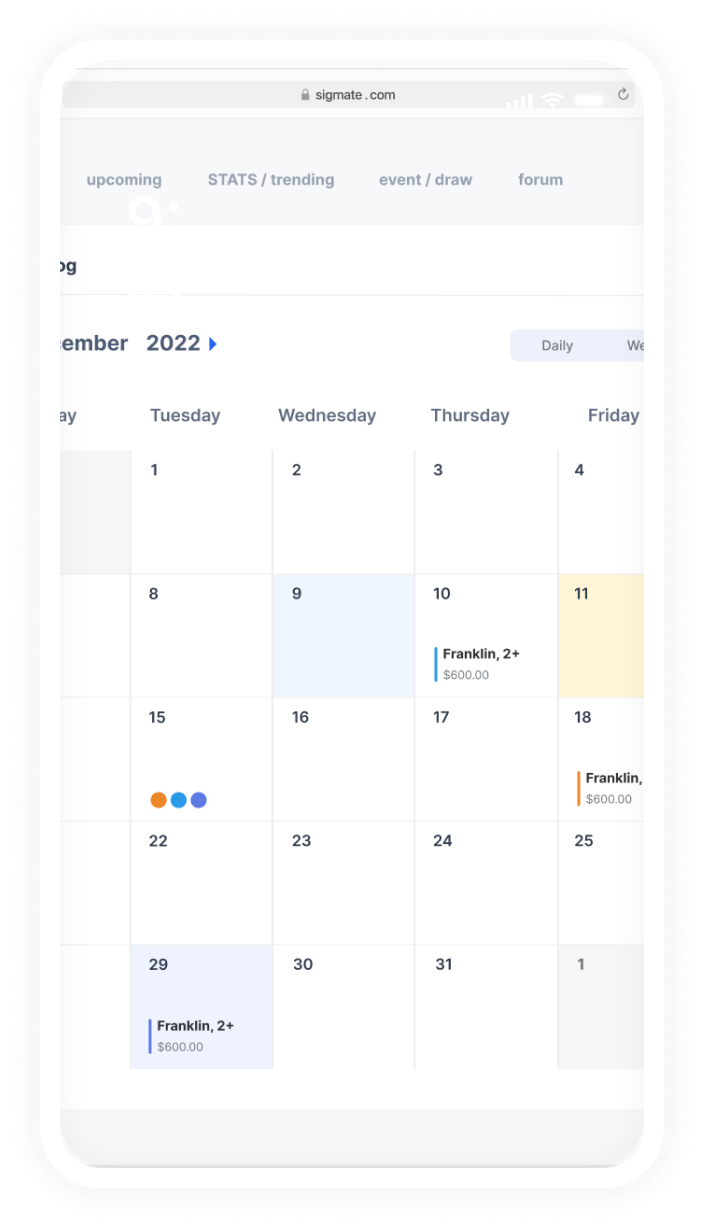 sigmate . com
upcoming STATS / trending event / draw forum
9:
og
ember 2022 Daily We
ay Tuesday Wednesday Thursday Friday
1 2 3 4
8 9 10 11
Franklin, 2+
$600.00
15 16 17 18
Franklin,
$600.00
22 23 24 25
29 30 31 1
Franklin, 2+
$600.00